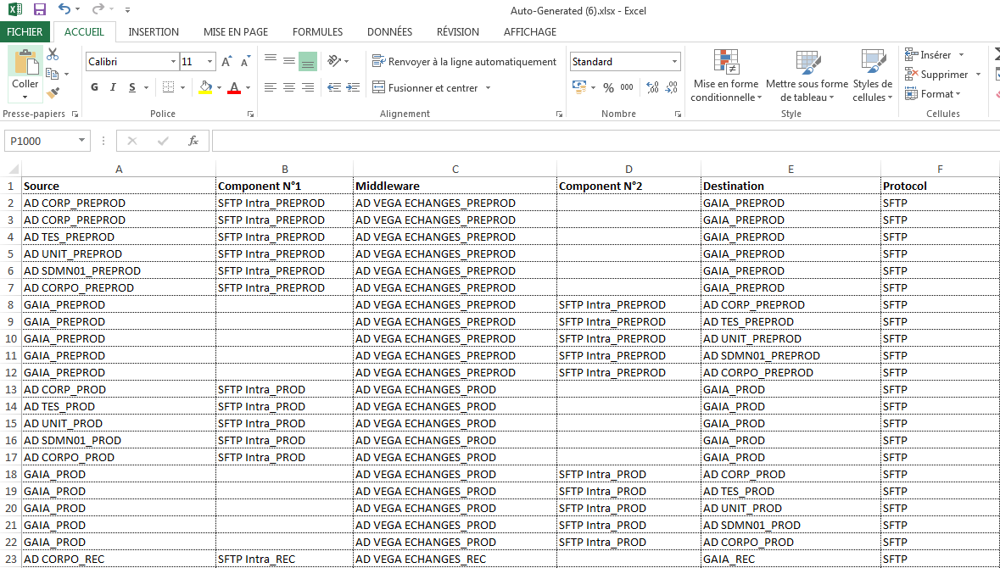 Auto-Generated (6).xlsx - Excel
FICHIER ACCUEIL INSERTION MISE EN PAGE FORMULES DONNÉES RÉVISION AFFICHAGE
Calibri 11 Renvoyer à la ligne automatiquement Standard Insérer
Coller Mise en forme conditionnelle Mettre sous forme de tableau Styles de cellules Supprimer
G I S Fusionner et centrer % 000 Format
Presse-papiers Police Alignement Nombre Style Cellules
P1000 fx
A B C D E F
1 Source Component N°1 Middleware Component N°2 Destination Protocol
2 AD CORP_PREPROD SFTP Intra_PREPROD AD VEGA ECHANGES_PREPROD GAIA_PREPROD SFTP
3 AD CORP_PREPROD SFTP Intra_PREPROD AD VEGA ECHANGES_PREPROD GAIA_PREPROD SFTP
4 AD TES_PREPROD SFTP Intra_PREPROD AD VEGA ECHANGES_PREPROD GAIA_PREPROD SFTP
5 AD UNIT_PREPROD SFTP Intra_PREPROD AD VEGA ECHANGES_PREPROD GAIA_PREPROD SFTP
6 AD SDMN01_PREPROD SFTP Intra_PREPROD AD VEGA ECHANGES_PREPROD GAIA_PREPROD SFTP
7 AD CORPO_PREPROD SFTP Intra_PREPROD AD VEGA ECHANGES_PREPROD GAIA_PREPROD SFTP
8 GAIA_PREPROD AD VEGA ECHANGES_PREPROD SFTP Intra_PREPROD AD CORP_PREPROD SFTP
9 GAIA_PREPROD AD VEGA ECHANGES_PREPROD SFTP Intra_PREPROD AD TES_PREPROD SFTP
10 GAIA_PREPROD AD VEGA ECHANGES_PREPROD SFTP Intra_PREPROD AD UNIT_PREPROD SFTP
11 GAIA_PREPROD AD VEGA ECHANGES_PREPROD SFTP Intra_PREPROD AD SDMN01_PREPROD SFTP
12 GAIA_PREPROD AD VEGA ECHANGES_PREPROD SFTP Intra_PREPROD AD CORPO_PREPROD SFTP
13 AD CORP_PROD SFTP Intra_PROD AD VEGA ECHANGES_PROD GAIA_PROD SFTP
14 AD TES_PROD SFTP Intra_PROD AD VEGA ECHANGES_PROD GAIA_PROD SFTP
15 AD UNIT_PROD SFTP Intra_PROD AD VEGA ECHANGES_PROD GAIA_PROD SFTP
16 AD SDMN01_PROD SFTP Intra_PROD AD VEGA ECHANGES_PROD GAIA_PROD SFTP
17 AD CORPO_PROD SFTP Intra_PROD AD VEGA ECHANGES_PROD GAIA_PROD SFTP
18 GAIA_PROD AD VEGA ECHANGES_PROD SFTP Intra_PROD AD CORP_PROD SFTP
19 GAIA_PROD AD VEGA ECHANGES_PROD SFTP Intra_PROD AD TES_PROD SFTP
20 GAIA_PROD AD VEGA ECHANGES_PROD SFTP Intra_PROD AD UNIT_PROD SFTP
21 GAIA_PROD AD VEGA ECHANGES_PROD SFTP Intra_PROD AD SDMN01_PROD SFTP
22 GAIA_PROD AD VEGA ECHANGES_PROD SFTP Intra_PROD AD CORPO_PROD SFTP
23 AD CORPO_REC SFTP Intra_REC AD VEGA ECHANGES_REC GAIA_REC SFTP